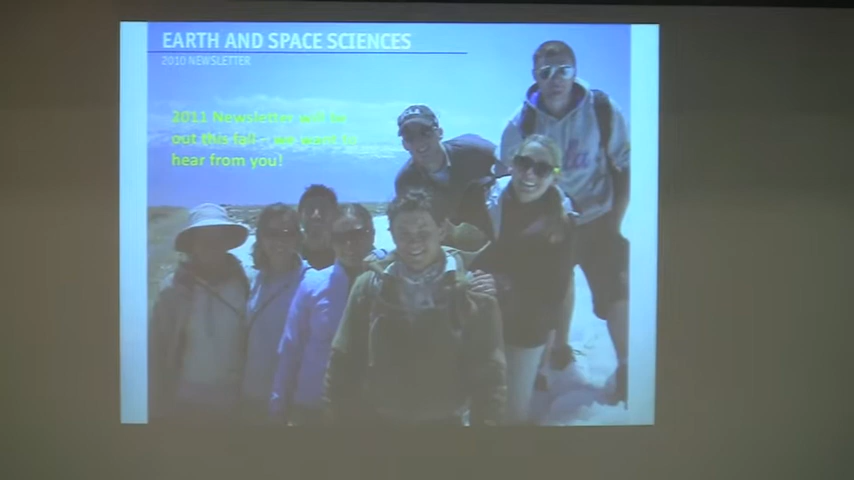 EARTH AND SPACE SCIENCES
2010 NEWSLETTER
2011 Newsletter will be
out this fall – we want to
hear from you!